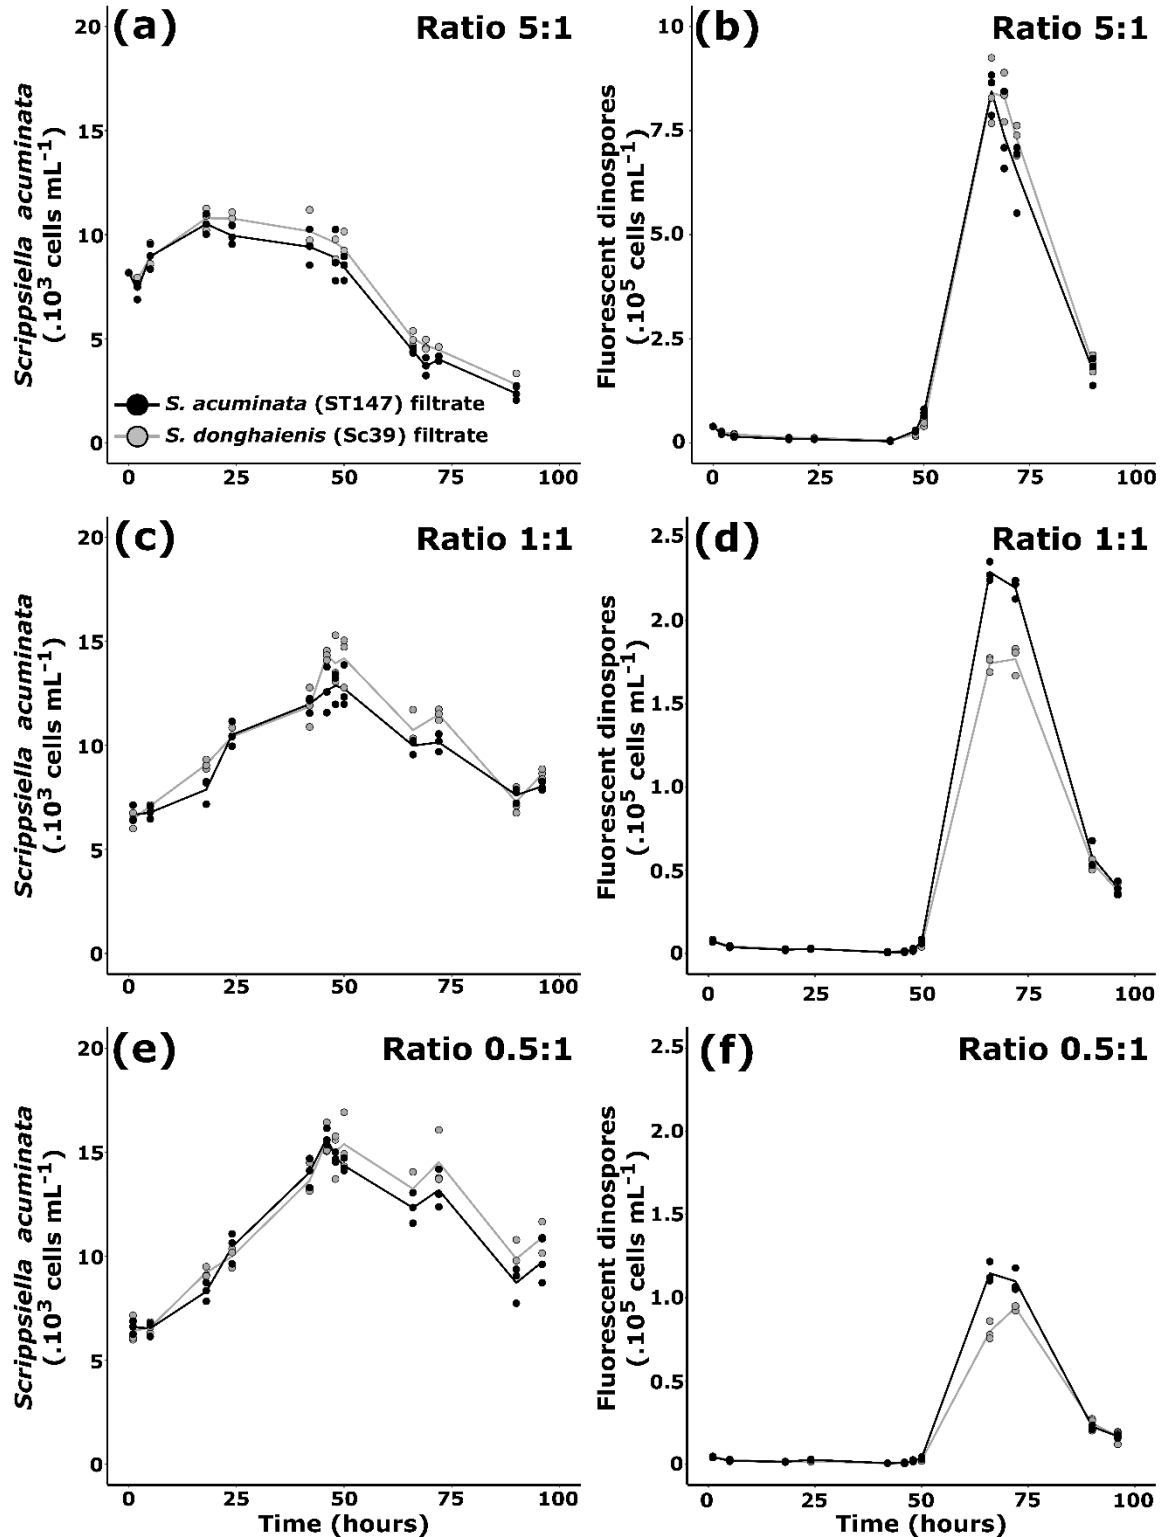 (a) Ratio 5:1
Scrippsiella acuminata
(.10³ cells mL⁻¹)
20
15
10
5
0
S. acuminata (ST147) filtrate
S. donghaienis (Sc39) filtrate
0 25 50 75 100
(b) Ratio 5:1
Fluorescent dinospores
(.10⁵ cells mL⁻¹)
10
7.5
5.0
2.5
0
0 25 50 75 100
(c) Ratio 1:1
Scrippsiella acuminata
(.10³ cells mL⁻¹)
20
15
10
5
0
0 25 50 75 100
(d) Ratio 1:1
Fluorescent dinospores
(.10⁵ cells mL⁻¹)
2.5
2.0
1.5
1.0
0.5
0
0 25 50 75 100
(e) Ratio 0.5:1
Scrippsiella acuminata
(.10³ cells mL⁻¹)
20
15
10
5
0
0 25 50 75 100
Time (hours)
(f) Ratio 0.5:1
Fluorescent dinospores
(.10⁵ cells mL⁻¹)
2.5
2.0
1.5
1.0
0.5
0
0 25 50 75 100
Time (hours)